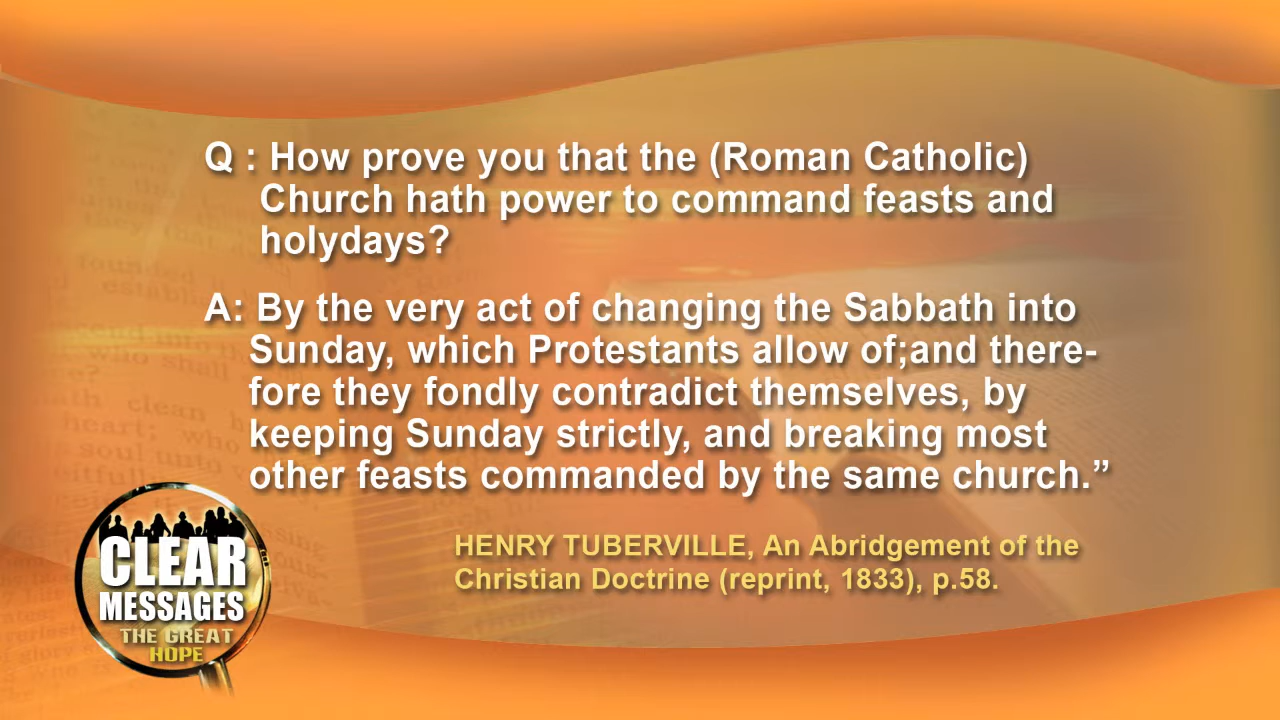 Q : How prove you that the (Roman Catholic)
Church hath power to command feasts and
holydays?
A: By the very act of changing the Sabbath into
Sunday, which Protestants allow of;and there-
fore they fondly contradict themselves, by
keeping Sunday strictly, and breaking most
other feasts commanded by the same church.”
HENRY TUBERVILLE, An Abridgement of the
Christian Doctrine (reprint, 1833), p.58.
CLEAR
MESSAGES
THE GREAT
HOPE